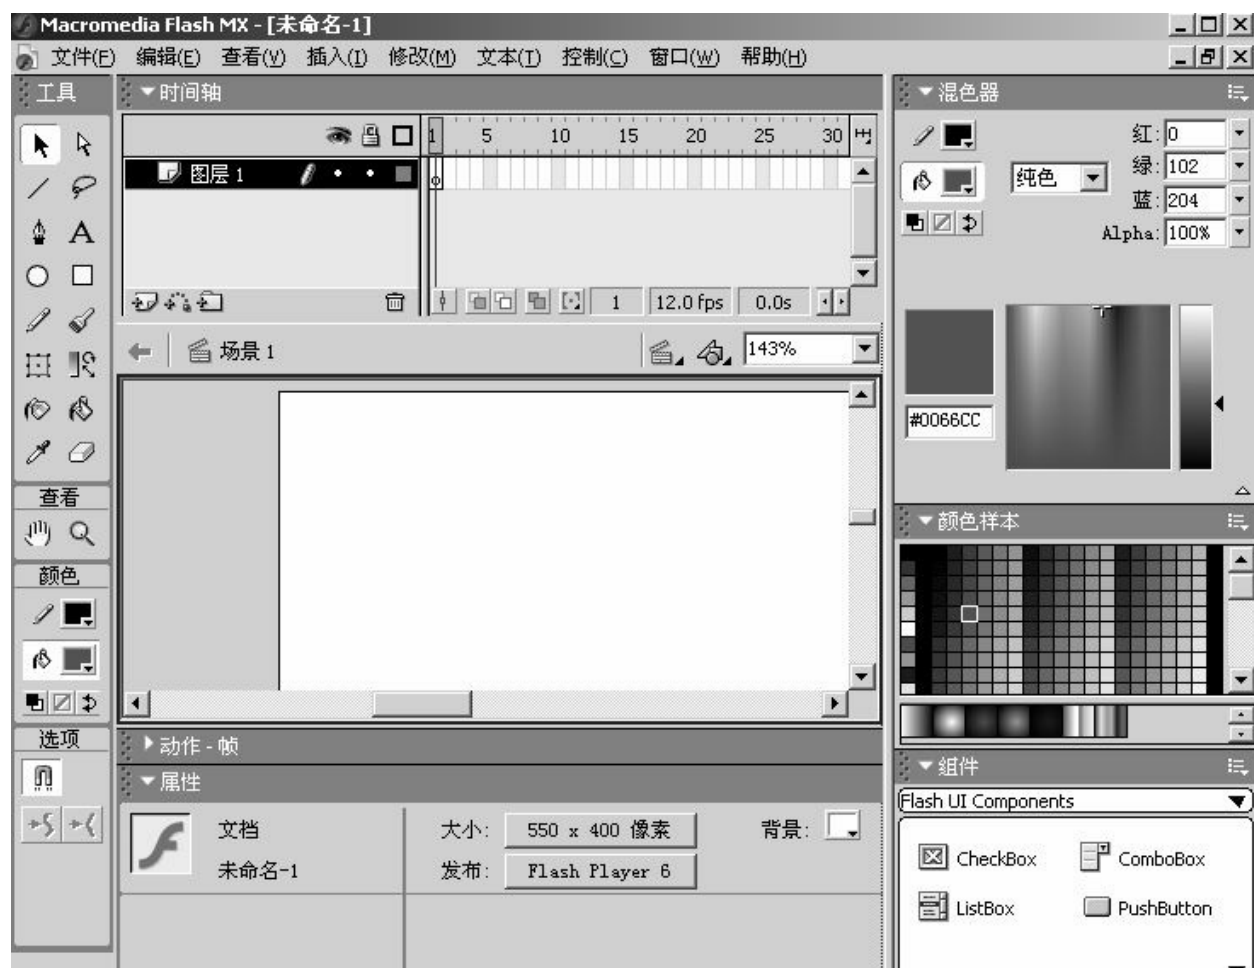 Macromedia Flash MX - [未命名-1]
文件(F) 编辑(E) 查看(V) 插入(I) 修改(M) 文本(T) 控制(C) 窗口(W) 帮助(H)
工具
查看
颜色
选项
时间轴
1 5 10 15 20 25 30
图层 1
1 12.0 fps 0.0s
场景 1
143%
动作 - 帧
属性
文档
未命名-1
大小: 550 x 400 像素
发布: Flash Player 6
背景:
混色器
纯色
红: 0
绿: 102
蓝: 204
Alpha: 100%
#0066CC
颜色样本
组件
Flash UI Components
CheckBox
ComboBox
ListBox
PushButton